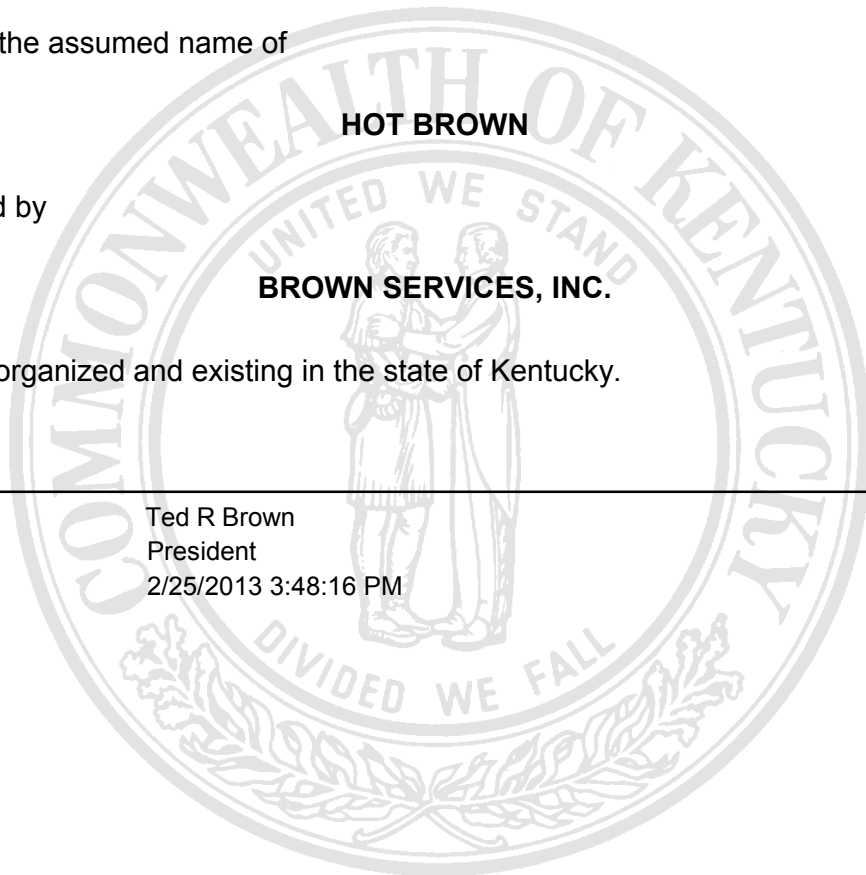 the assumed name of
HOT BROWN
d by
BROWN SERVICES, INC.
organized and existing in the state of Kentucky.
Ted R Brown
President
2/25/2013 3:48:16 PM
COMMONWEALTH OF KENTUCKY
UNITED WE STAND
DIVIDED WE FALL